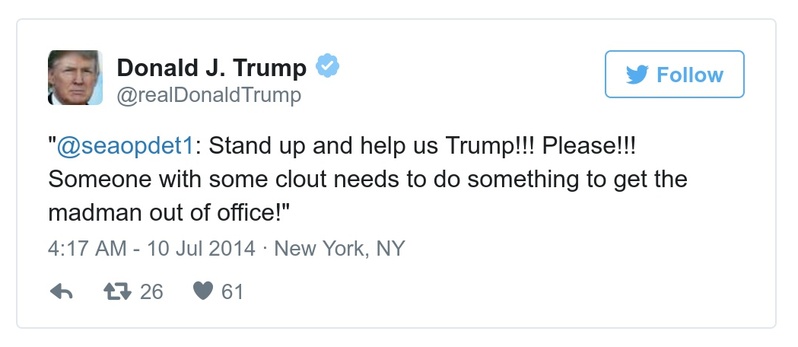 Donald J. Trump
@realDonaldTrump
Follow
"@seaopdet1: Stand up and help us Trump!!! Please!!!
Someone with some clout needs to do something to get the
madman out of office!"
4:17 AM - 10 Jul 2014 · New York, NY
26 61